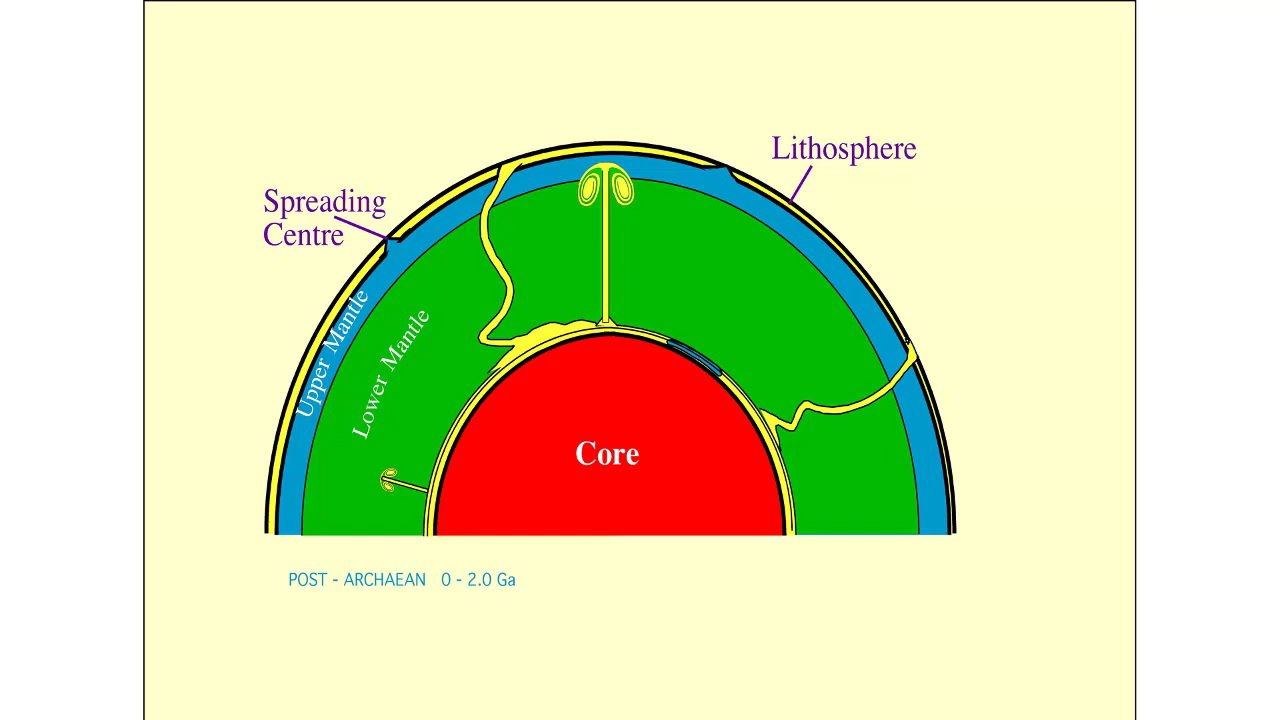 Lithosphere
Spreading
Centre
Upper Mantle
Lower Mantle
Core
POST - ARCHAEAN 0 - 2.0 Ga